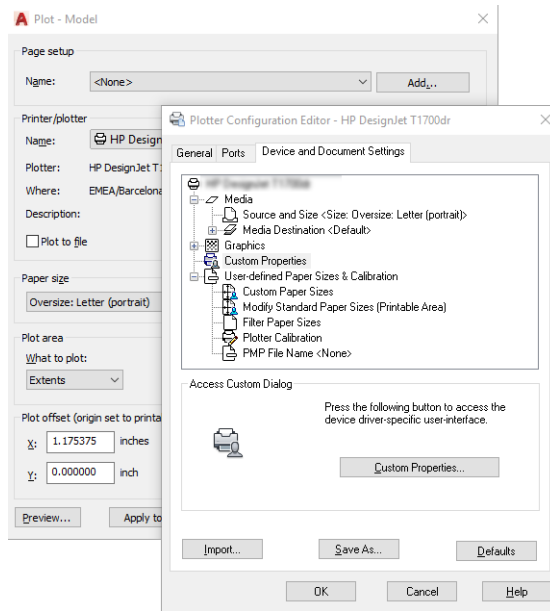 Plot - Model
Page setup
Name:
<None>
Add...
Printer/plotter
Name:
HP Design
Plotter:
HP DesignJet T
Where:
EMEA/Barcelona
Description:
Plot to file
Paper size
Oversize: Letter (portrait)
Plot area
What to plot:
Extents
Plot offset (origin set to printa
X:
1.175375
inches
Y:
0.000000
inch
Preview...
Apply to
Plotter Configuration Editor - HP DesignJet T1700dr
General
Ports
Device and Document Settings
Media
Source and Size <Size: Oversize: Letter (portrait)>
Media Destination <Default>
Graphics
Custom Properties
User-defined Paper Sizes & Calibration
Custom Paper Sizes
Modify Standard Paper Sizes (Printable Area)
Filter Paper Sizes
Plotter Calibration
PMP File Name <None>
Access Custom Dialog
Press the following button to access the
device driver-specific user-interface.
Custom Properties...
Import...
Save As...
Defaults
OK
Cancel
Help